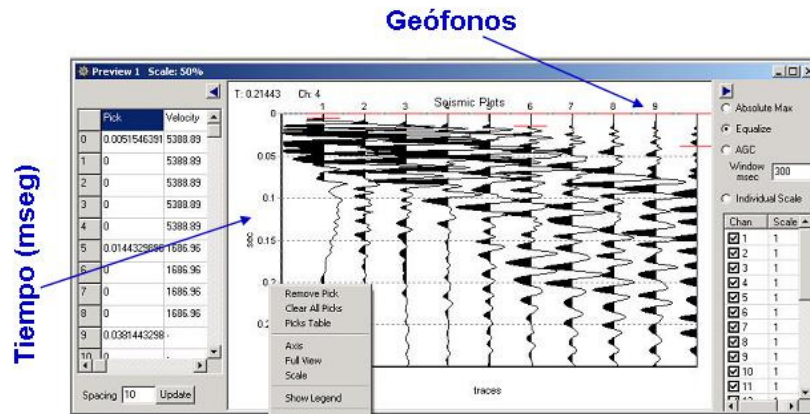 Geófonos
Tiempo (mseg)
Preview 1 Scale: 50%
Pick Velocity
0 0.0051546391 5388.89
1 0 5388.89
2 0 5388.89
3 0 5388.89
4 0 5388.89
5 0.0144329896 1686.96
6 0 1686.96
7 0 1686.96
8 0 1686.96
9 0.0381443298 -
10 0 -
Spacing 10 Update
T: 0.21443 Ch: 4
Seismic Plots
1 2 3 4 5 6 7 8 9
0
0.05
0.1
0.15
0.2
0.2
sec
traces
Remove Pick
Clear All Picks
Picks Table
Axis
Full View
Scale
Show Legend
Absolute Max
Equalize
AGC
Window
msec 300
Individual Scale
Chan Scale
1 1
2 1
3 1
4 1
5 1
6 1
7 1
8 1
9 1
10 1
11 1